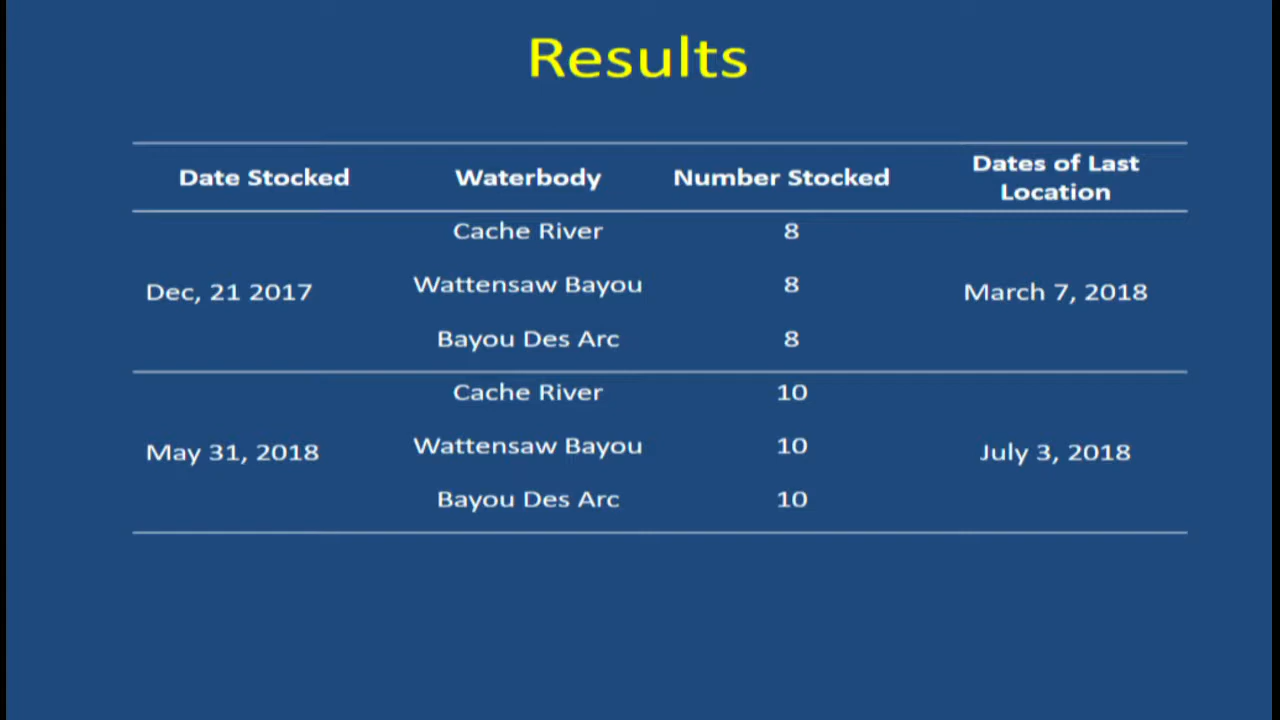 Results
Date Stocked Waterbody Number Stocked Dates of Last Location
Cache River 8
Dec, 21 2017 Wattensaw Bayou 8 March 7, 2018
Bayou Des Arc 8
Cache River 10
May 31, 2018 Wattensaw Bayou 10 July 3, 2018
Bayou Des Arc 10